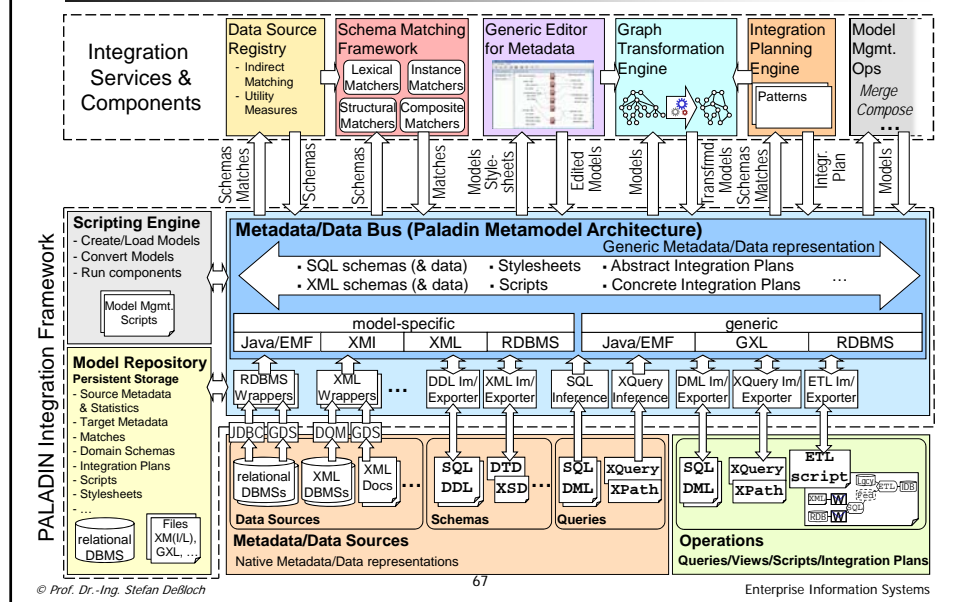 Integration
Services &
Components
Data Source
Registry
- Indirect
Matching
- Utility
Measures
Schema Matching
Framework
Lexical
Matchers
Instance
Matchers
Structural
Matchers
Composite
Matchers
Generic Editor
for Metadata
Graph
Transformation
Engine
Integration
Planning
Engine
Patterns
Model
Mgmt.
Ops
Merge
Compose
...
Schemas
Matches
Schemas
Schemas
Matches
Models
Style-
sheets
Edited
Models
Models
Transfmd
Models
Schemas
Matches
Integr.
Plan
Models
PALADIN Integration Framework
Scripting Engine
- Create/Load Models
- Convert Models
- Run components
Model Mgmt.
Scripts
Metadata/Data Bus (Paladin Metamodel Architecture)
Generic Metadata/Data representation
▪ SQL schemas (& data)
▪ Stylesheets
▪ Abstract Integration Plans
▪ XML schemas (& data)
▪ Scripts
▪ Concrete Integration Plans
...
model-specific
generic
Java/EMF
XMI
XML
RDBMS
Java/EMF
GXL
RDBMS
Model Repository
Persistent Storage
- Source Metadata
& Statistics
- Target Metadata
- Matches
- Domain Schemas
- Integration Plans
- Scripts
- Stylesheets
- ...
relational
DBMS
Files
XM(I/L),
GXL, ...
RDBMS
Wrappers
XML
Wrappers
...
DDL Im/
Exporter
XML Im/
Exporter
SQL
Inference
XQuery
Inference
DML Im/
Exporter
XQuery Im/
Exporter
ETL Im/
Exporter
JDBC
GDS
DOM
GDS
relational
DBMSs
XML
DBMSs
XML
Docs
...
Data Sources
SQL
DDL
DTD
XSD
...
Schemas
SQL
DML
XQuery
XPath
Queries
Metadata/Data Sources
Native Metadata/Data representations
SQL
DML
XQuery
XPath
ETL
script
Lgcy
Fed
ETL
IDB
XML
W
SQL
RDB
W
Operations
Queries/Views/Scripts/Integration Plans
© Prof. Dr.-Ing. Stefan Deßloch
67
Enterprise Information Systems